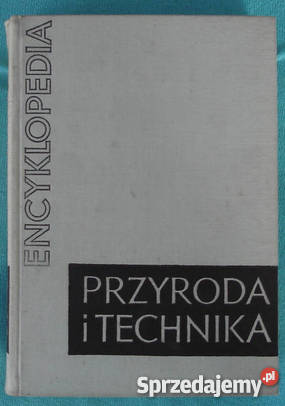 ENCYKLOPEDIA
PRZYRODA
i TECHNIKA
Sprzedajemy.pl